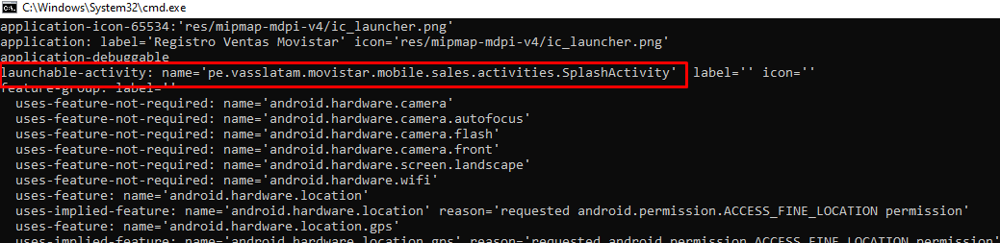 C:\Windows\System32\cmd.exe
application-icon-65534:'res/mipmap-mdpi-v4/ic_launcher.png'
application: label='Registro Ventas Movistar' icon='res/mipmap-mdpi-v4/ic_launcher.png'
application-debuggable
launchable-activity: name='pe.vasslatam.movistar.mobile.sales.activities.SplashActivity'  label='' icon=''
feature-group: label=''
  uses-feature-not-required: name='android.hardware.camera'
  uses-feature-not-required: name='android.hardware.camera.autofocus'
  uses-feature-not-required: name='android.hardware.camera.flash'
  uses-feature-not-required: name='android.hardware.camera.front'
  uses-feature-not-required: name='android.hardware.screen.landscape'
  uses-feature-not-required: name='android.hardware.wifi'
  uses-feature: name='android.hardware.location'
  uses-implied-feature: name='android.hardware.location' reason='requested android.permission.ACCESS_FINE_LOCATION permission'
  uses-feature: name='android.hardware.location.gps'
  uses-implied-feature: name='android.hardware.location.gps' reason='requested android.permission.ACCESS_FINE_LOCATION permission'